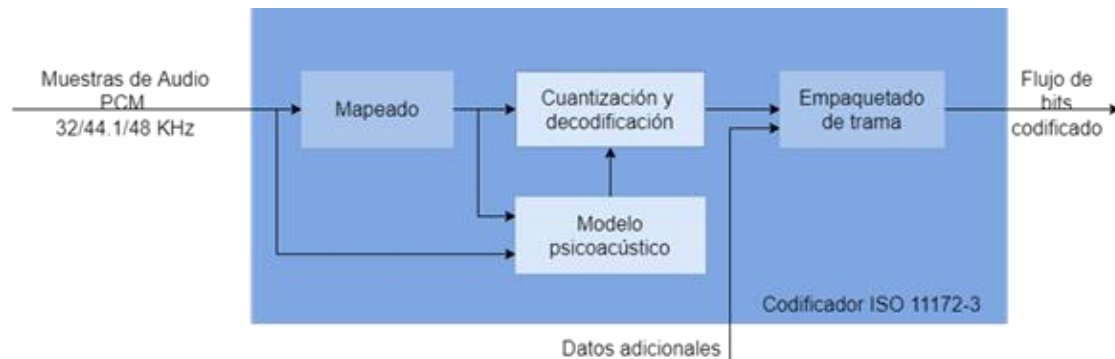 Muestras de Audio
PCM
32/44.1/48 KHz
Mapeado
Cuantización y
decodificación
Empaquetado
de trama
Flujo de
bits
codificado
Modelo
psicoacústico
Codificador ISO 11172-3
Datos adicionales